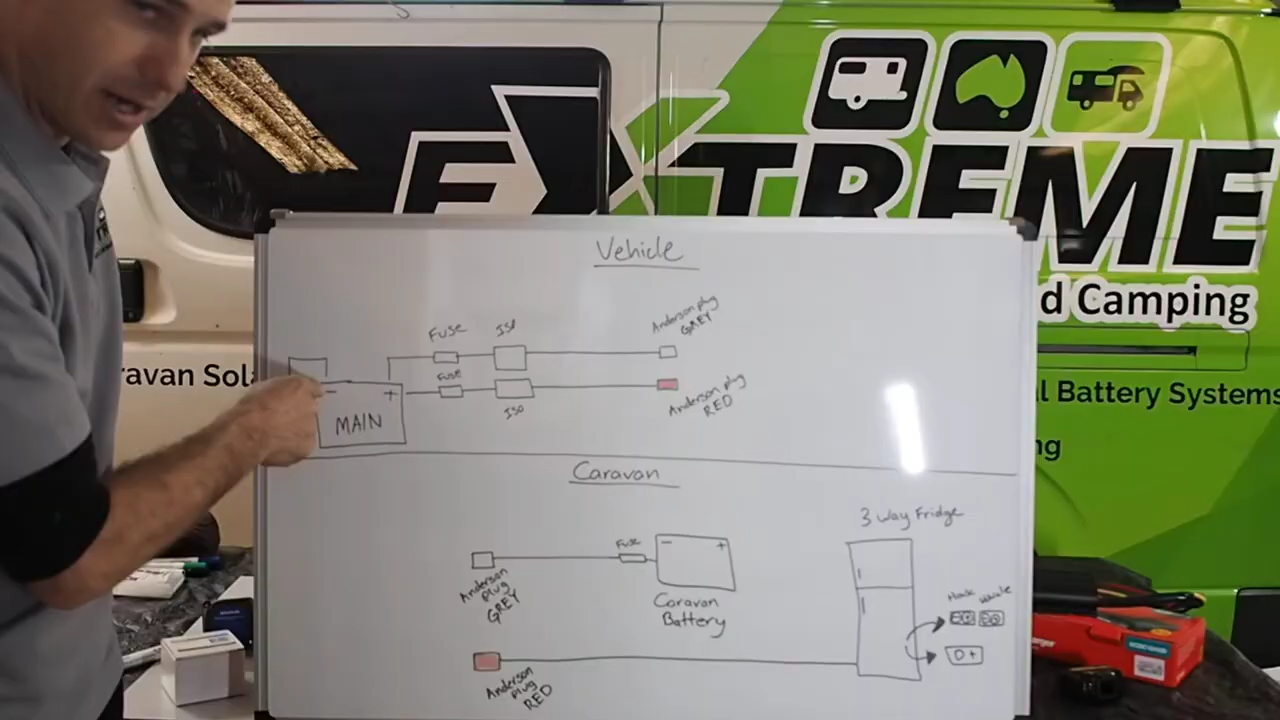 EXTREME
d Camping
aravan Sola
l Battery Systems
ng
Vehicle
Fuse
ISO
Anderson plug
GREY
Fuse
ISO
Anderson plug
RED
-
+
MAIN
Caravan
Anderson
plug
GREY
Fuse
-
+
Caravan
Battery
Anderson
plug
RED
3 Way Fridge
D+